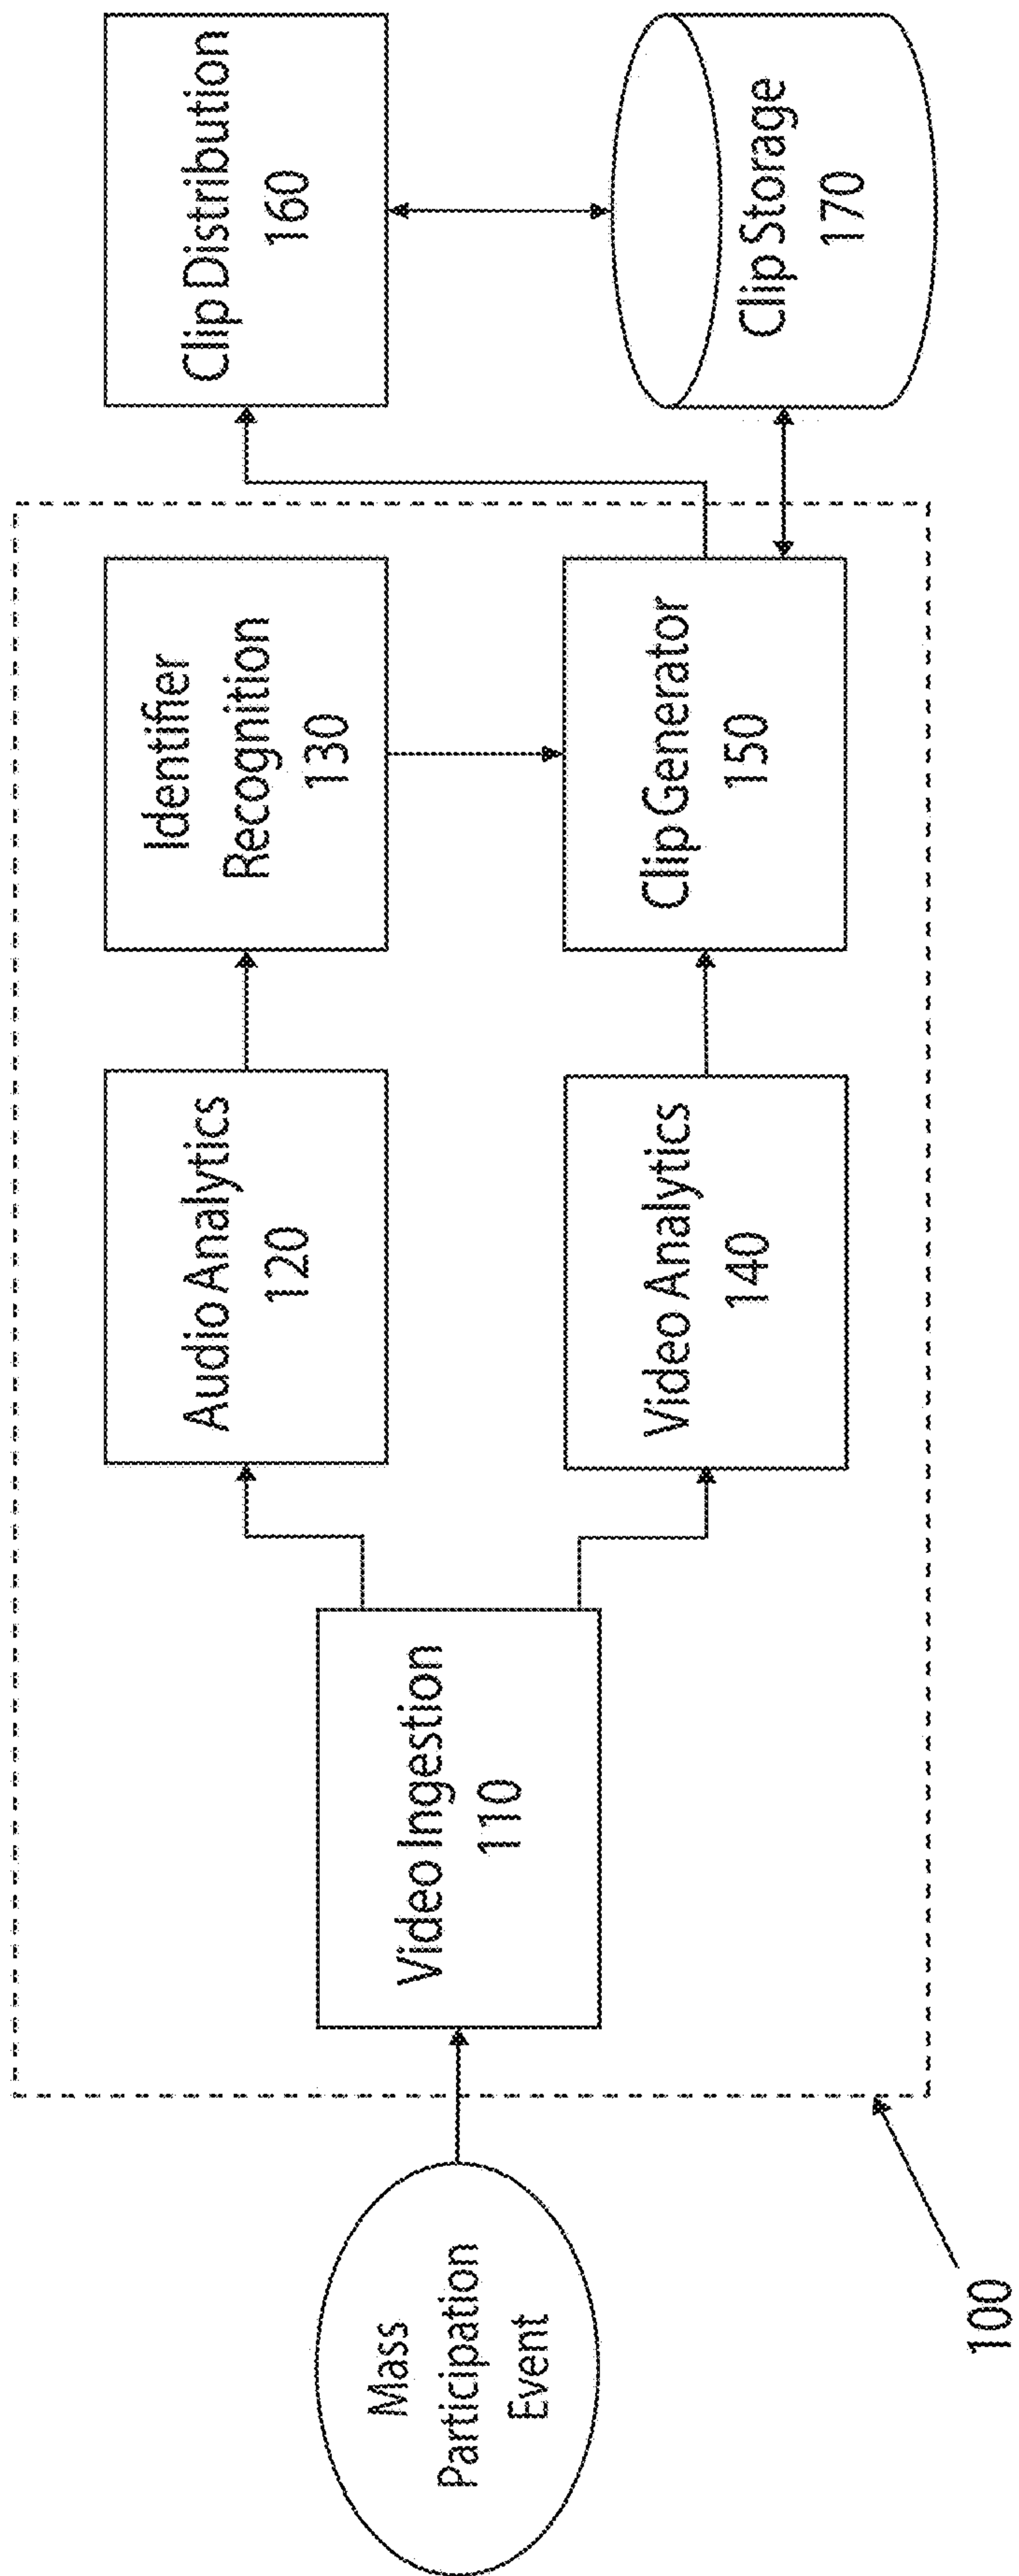 Mass
Participation
Event
Video Ingestion
110
Audio Analytics
120
Identifier
Recognition
130
Clip Distribution
160
Video Analytics
140
Clip Generator
150
Clip Storage
170
100